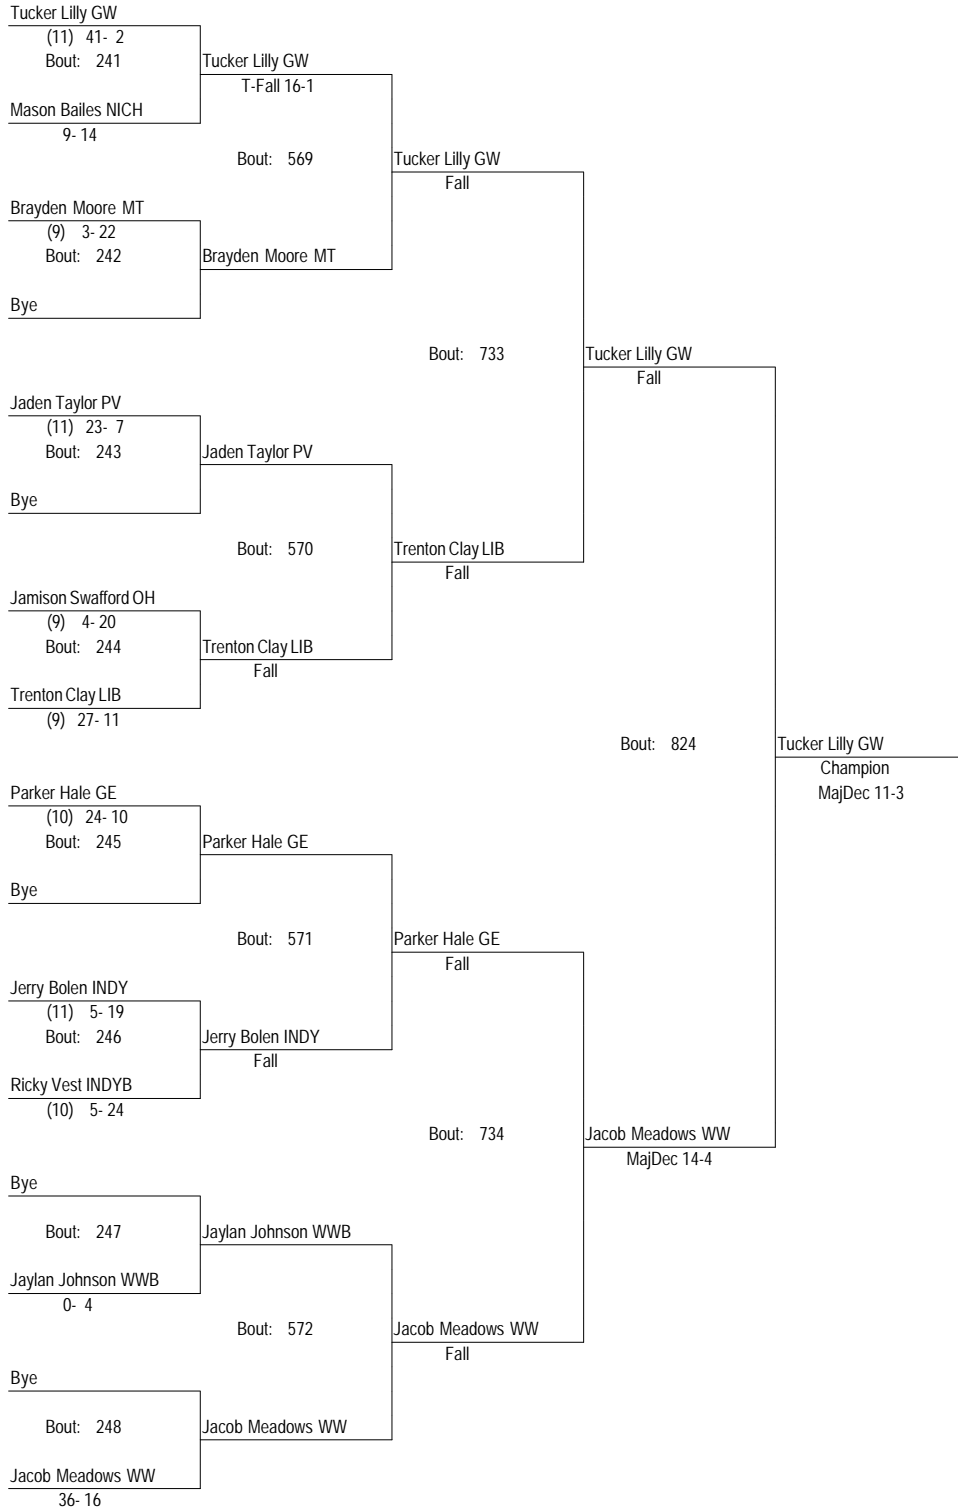 Tucker Lilly GW
(11) 41- 2
Bout: 241
Tucker Lilly GW
T-Fall 16-1
Mason Bailes NICH
9- 14
Bout: 569
Tucker Lilly GW
Fall
Brayden Moore MT
(9) 3- 22
Bout: 242
Brayden Moore MT
Bye
Bout: 733
Tucker Lilly GW
Fall
Jaden Taylor PV
(11) 23- 7
Bout: 243
Jaden Taylor PV
Bye
Bout: 570
Trenton Clay LIB
Fall
Jamison Swafford OH
(9) 4- 20
Bout: 244
Trenton Clay LIB
Fall
Trenton Clay LIB
(9) 27- 11
Bout: 824
Tucker Lilly GW
Champion
MajDec 11-3
Parker Hale GE
(10) 24- 10
Bout: 245
Parker Hale GE
Bye
Bout: 571
Parker Hale GE
Fall
Jerry Bolen INDY
(11) 5- 19
Bout: 246
Jerry Bolen INDY
Fall
Ricky Vest INDYB
(10) 5- 24
Bout: 734
Jacob Meadows WW
MajDec 14-4
Bye
Bout: 247
Jaylan Johnson WWB
Jaylan Johnson WWB
0- 4
Bout: 572
Jacob Meadows WW
Fall
Bye
Bout: 248
Jacob Meadows WW
Jacob Meadows WW
36- 16